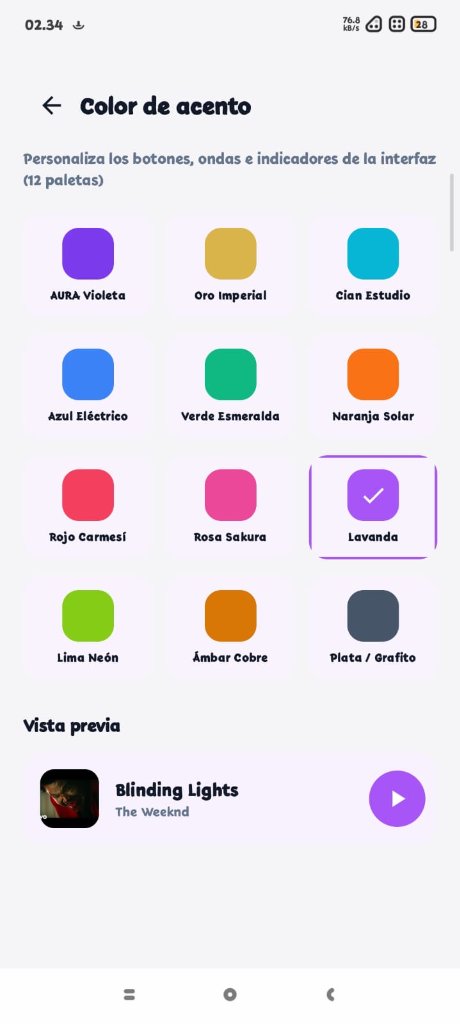 02.34
76.8
kB/s
28
Color de acento
Personaliza los botones, ondas e indicadores de la interfaz
(12 paletas)
AURA Violeta
Oro Imperial
Cian Estudio
Azul Eléctrico
Verde Esmeralda
Naranja Solar
Rojo Carmesí
Rosa Sakura
Lavanda
Lima Neón
Ámbar Cobre
Plata / Grafito
Vista previa
Blinding Lights
The Weeknd